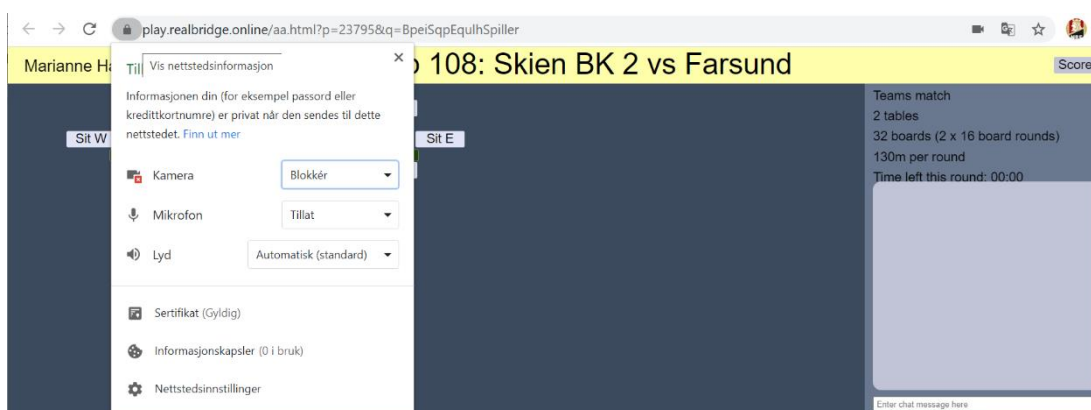 play.realbridge.online/aa.html?p=23795&q=BpeiSqpEqulhSpiller
Marianne H
108: Skien BK 2 vs Farsund
Score
Til
Vis nettstedsinformasjon
Informasjonen din (for eksempel passord eller
kredittkortnumre) er privat når den sendes til dette
nettstedet. Finn ut mer
Sit W
Sit E
Kamera
Blokkér
Mikrofon
Tillat
Lyd
Automatisk (standard)
Sertifikat (Gyldig)
Informasjonskapsler (0 i bruk)
Nettstedsinnstillinger
Teams match
2 tables
32 boards (2 x 16 board rounds)
130m per round
Time left this round: 00:00
Enter chat message here